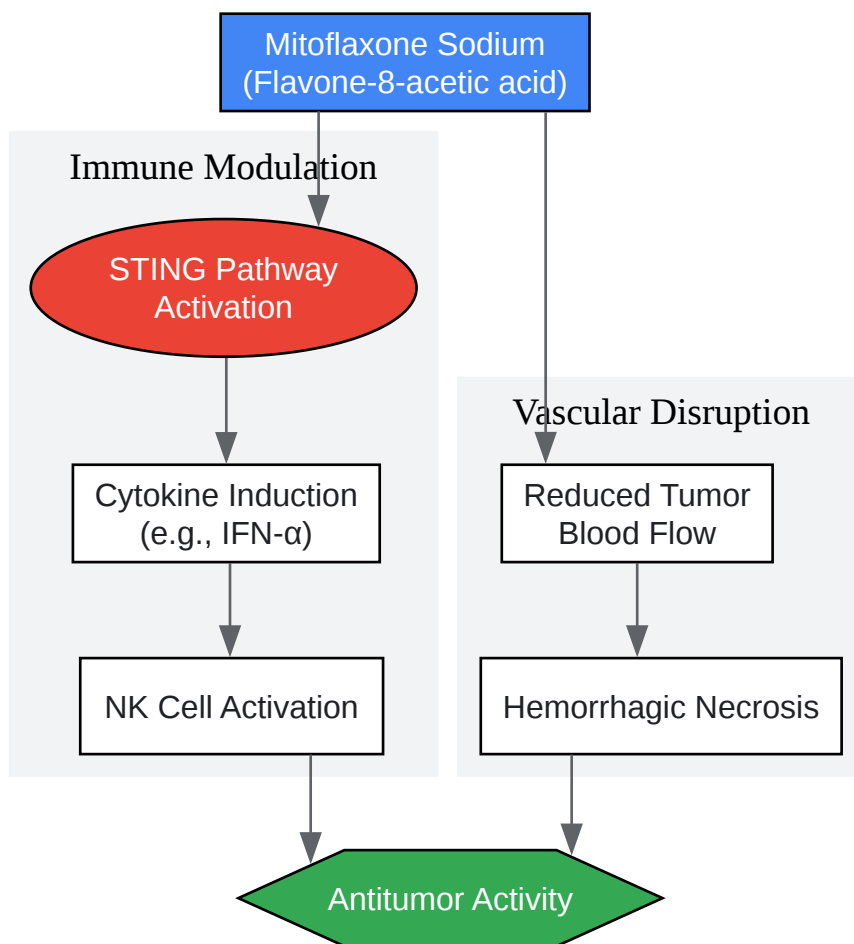 Mitoflaxone Sodium
(Flavone-8-acetic acid)
Immune Modulation
STING Pathway
Activation
Cytokine Induction
(e.g., IFN-α)
NK Cell Activation
Vascular Disruption
Reduced Tumor
Blood Flow
Hemorrhagic Necrosis
Antitumor Activity